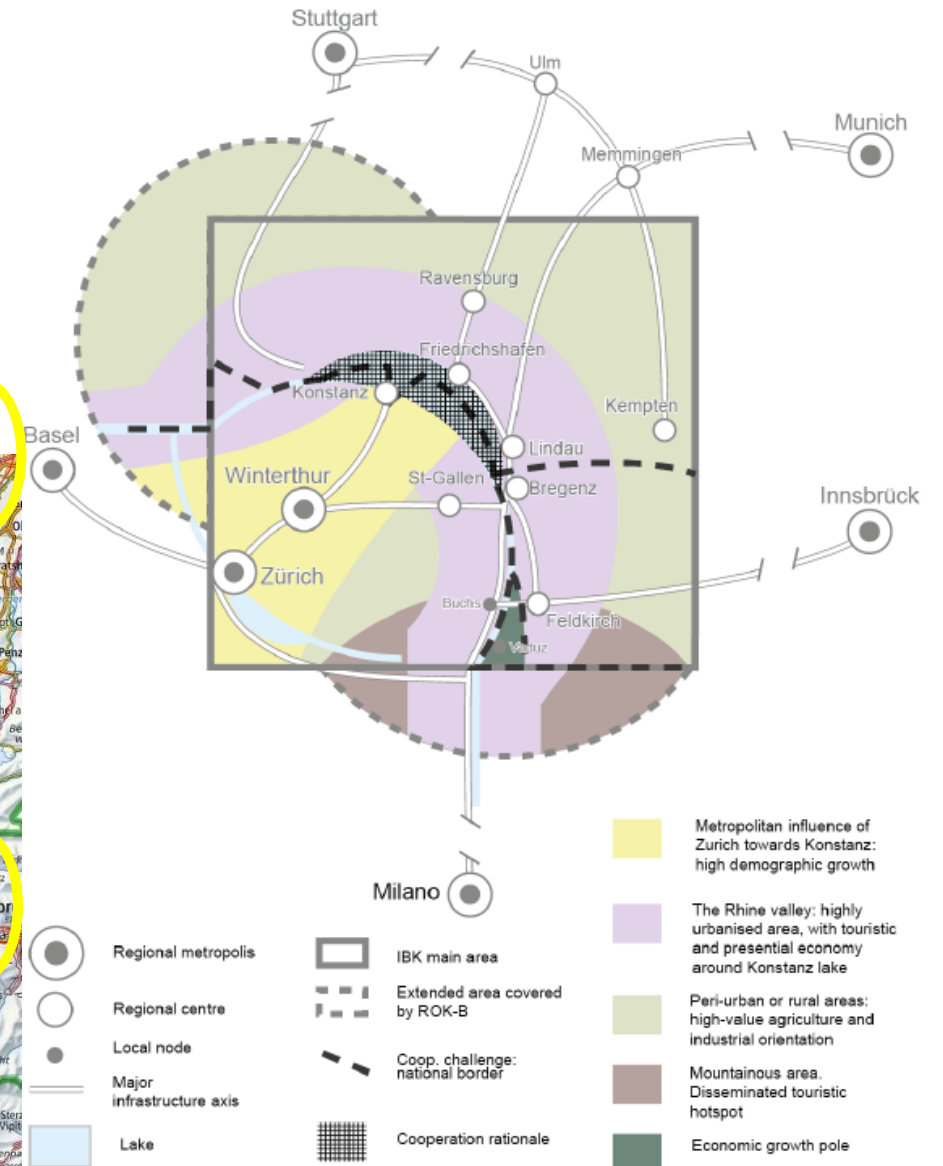 Stuttgart
Ulm
Munich
Memmingen
Ravensburg
Friedrichshafen
Konstanz
Kempten
Basel
Lindau
Winterthur
St-Gallen
Bregenz
Innsbrück
Zürich
Buchs
Feldkirch
Vaduz
Milano
Regional metropolis
Regional centre
Local node
Major
infrastructure axis
Lake
IBK main area
Extended area covered
by ROK-B
Coop. challenge:
national border
Cooperation rationale
Metropolitan influence of
Zurich towards Konstanz:
high demographic growth
The Rhine valley: highly
urbanised area, with touristic
and presential economy
around Konstanz lake
Peri-urban or rural areas:
high-value agriculture and
industrial orientation
Mountainous area.
Disseminated touristic
hotspot
Economic growth pole